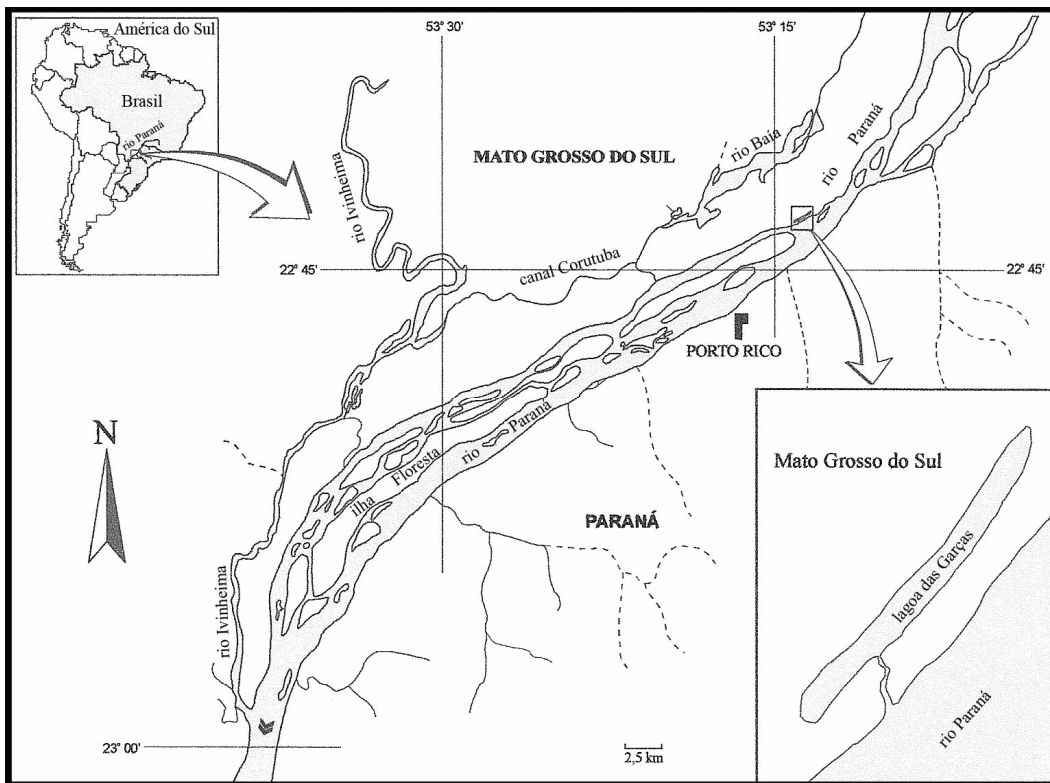 América do Sul
Brasil
rio Paraná
53° 30'
53° 15'
MATO GROSSO DO SUL
rio Ivinheima
rio Baía
rio Paraná
22° 45'
canal Corutuba
22° 45'
PORTO RICO
N
ilha Floresta
rio Paraná
PARANÁ
rio Ivinheima
23° 00'
2,5 km
Mato Grosso do Sul
lagoa das Garças
rio Paraná